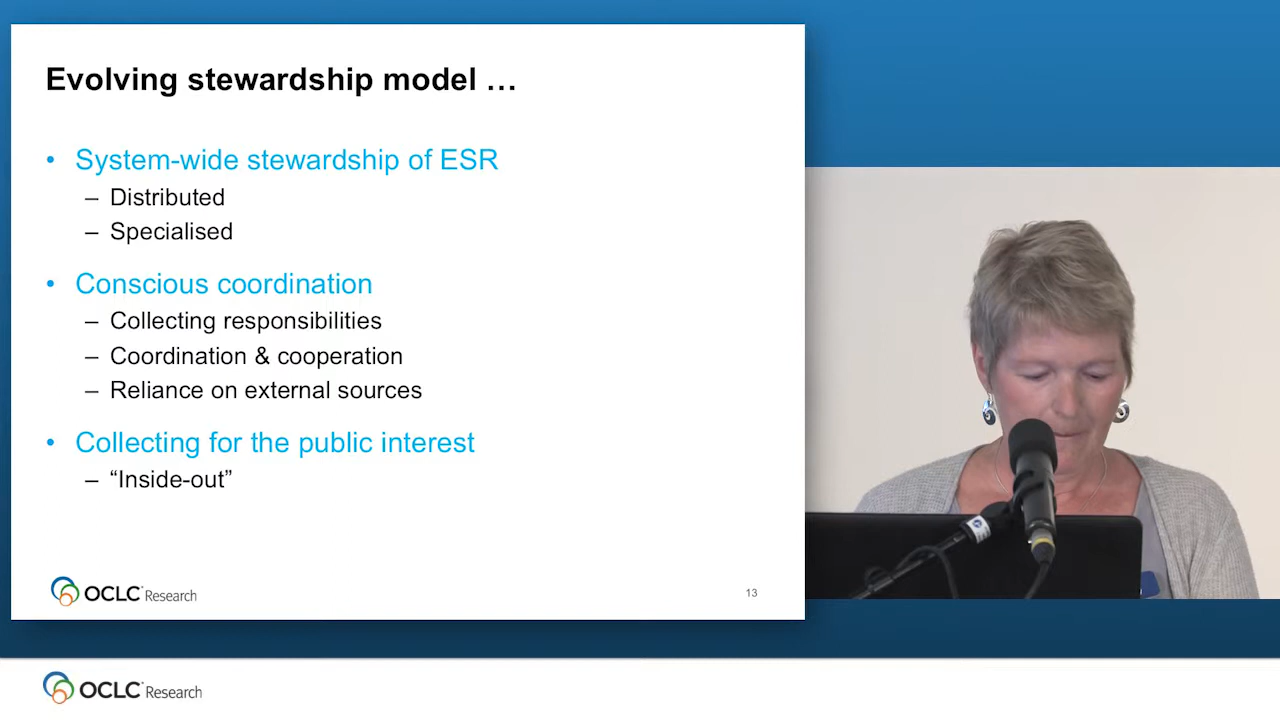 Evolving stewardship model …
• System-wide stewardship of ESR
– Distributed
– Specialised
• Conscious coordination
– Collecting responsibilities
– Coordination & cooperation
– Reliance on external sources
• Collecting for the public interest
– “Inside-out”
OCLC Research
13
OCLC Research